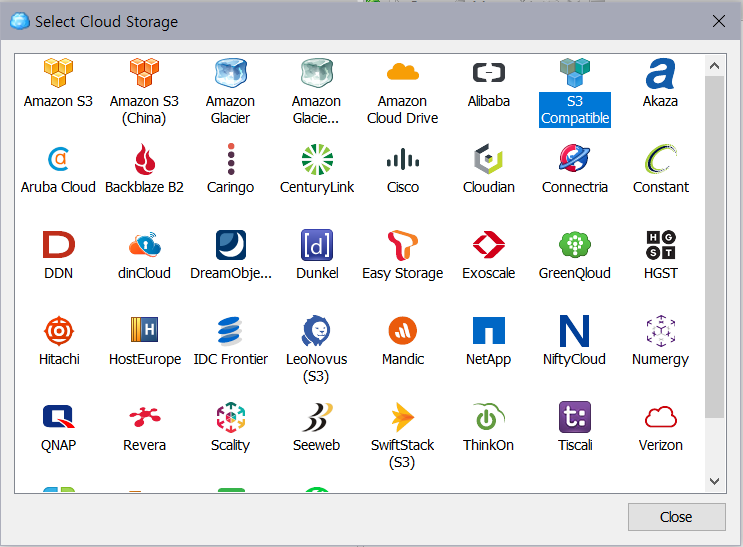 Select Cloud Storage
Amazon S3
Amazon S3
(China)
Amazon
Glacier
Amazon
Glacie...
Amazon
Cloud Drive
Alibaba
S3
Compatible
Akaza
Aruba Cloud
Backblaze B2
Caringo
CenturyLink
Cisco
Cloudian
Connectria
Constant
DDN
dinCloud
DreamObje...
[d]
Dunkel
Easy Storage
Exoscale
GreenQloud
HG
ST
HGST
Hitachi
H
HostEurope
IDC Frontier
LeoNovus
(S3)
Mandic
NetApp
N
NiftyCloud
Numergy
QNAP
Revera
Scality
Seeweb
SwiftStack
(S3)
ThinkOn
t:
Tiscali
Verizon
Close